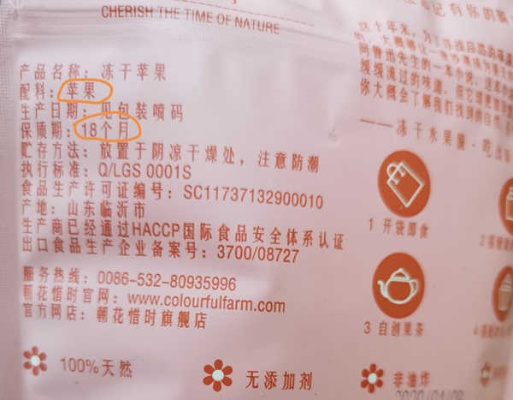 CHERISH THE TIME OF NATURE
产品名称：冻干苹果
配料：苹果
生产日期：见包装喷码
保质期：18个月
贮存方法：放置于阴凉干燥处，注意防潮
执行标准：Q/LGS 0001S
食品生产许可证编号：SC11737132900010
产地：山东临沂市
生产商已经通过HACCP国际食品安全体系认证
出口食品生产企业备案号：3700/08727
服务热线：0086-532-80935996
朝花惜时官网：www.colourfulfarm.com
官方网店：朝花惜时旗舰店
100%天然
无添加剂
非油炸
1 开袋即食
3 自创果茶